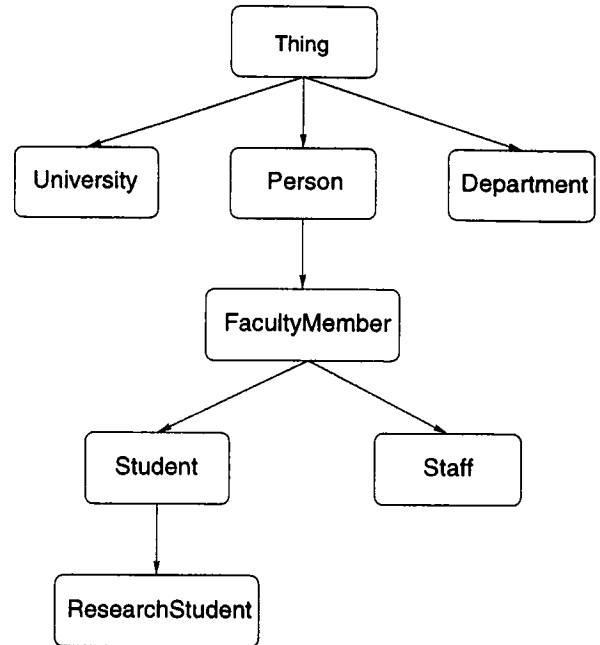 Thing
University
Person
Department
FacultyMember
Student
Staff
ResearchStudent